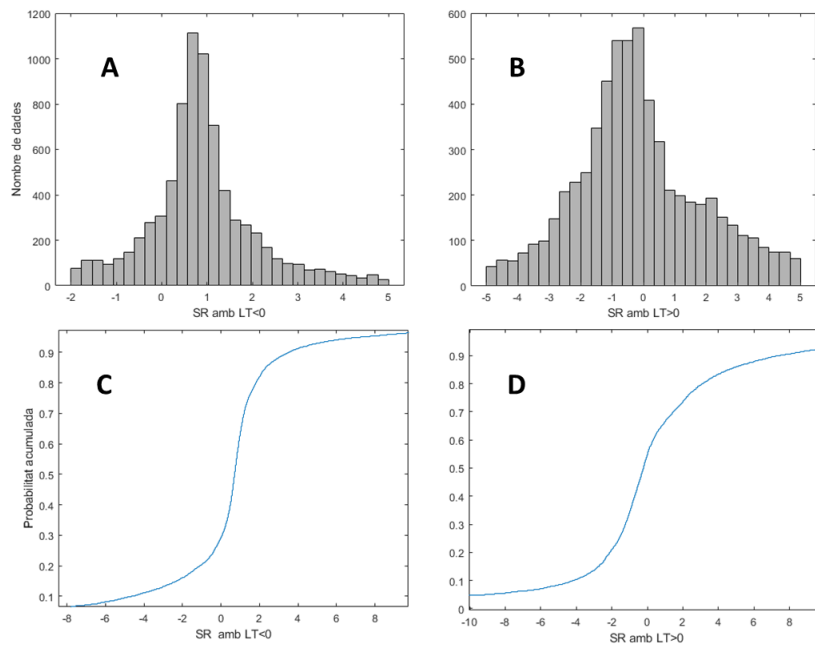 A
Nombre de dades
1200
1000
800
600
400
200
0
-2 -1 0 1 2 3 4 5
SR amb LT<0
B
600
500
400
300
200
100
0
-5 -4 -3 -2 -1 0 1 2 3 4 5
SR amb LT>0
C
Probabilitat acumulada
0.9
0.8
0.7
0.6
0.5
0.4
0.3
0.2
0.1
-8 -6 -4 -2 0 2 4 6 8
SR amb LT<0
D
0.9
0.8
0.7
0.6
0.5
0.4
0.3
0.2
0.1
0
-10 -8 -6 -4 -2 0 2 4 6 8
SR amb LT>0